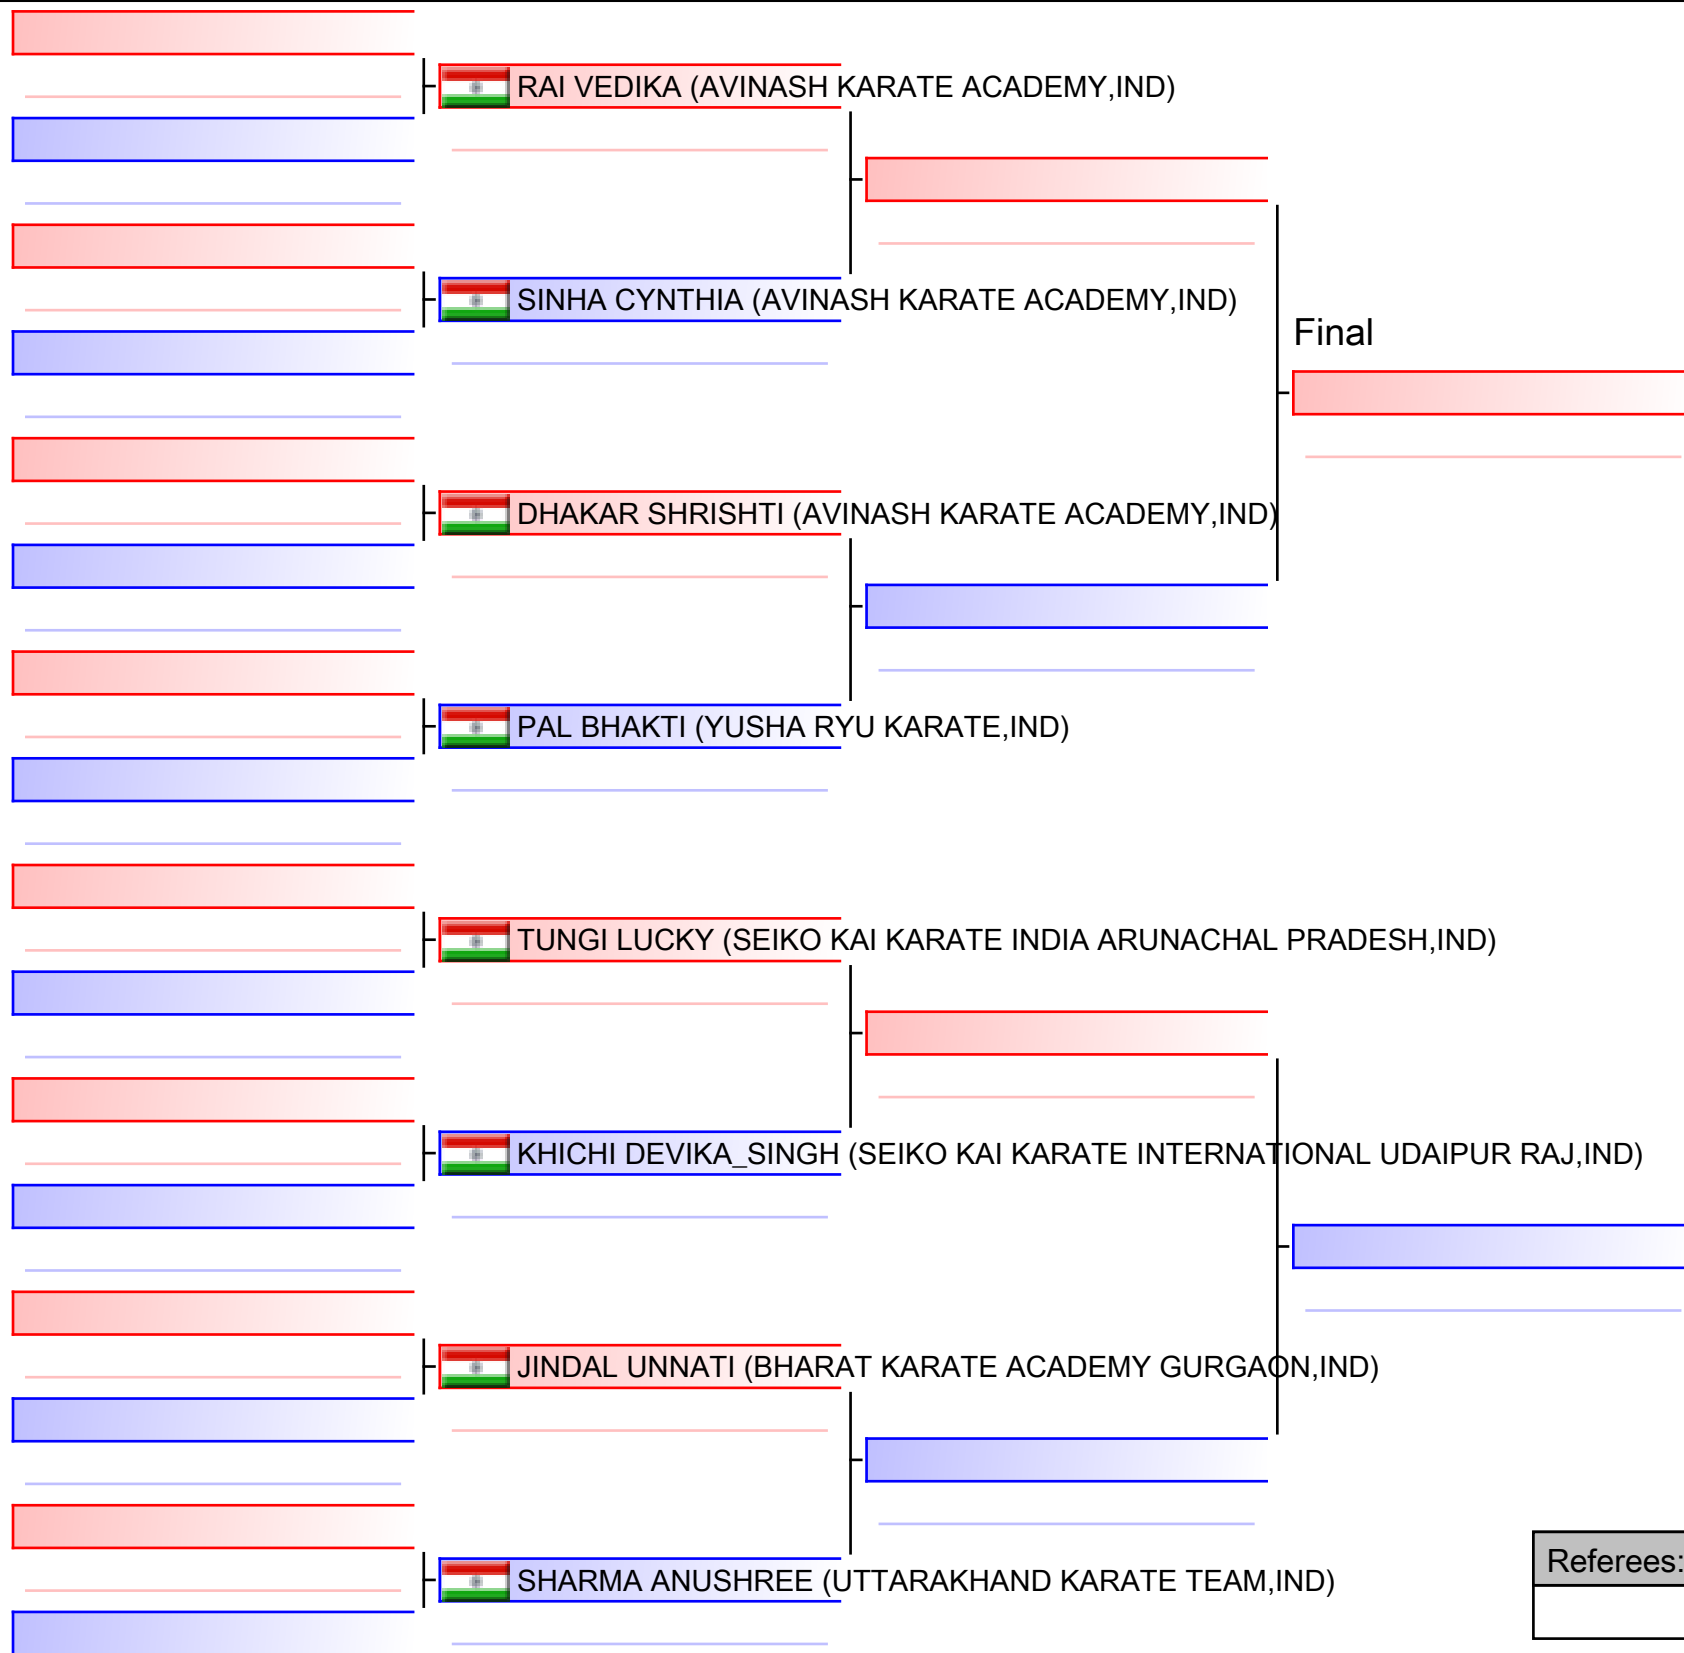 RAI VEDIKA (AVINASH KARATE ACADEMY,IND)
SINHA CYNTHIA (AVINASH KARATE ACADEMY,IND)
Final
DHAKAR SHRISHTI (AVINASH KARATE ACADEMY,IND)
PAL BHAKTI (YUSHA RYU KARATE,IND)
TUNGI LUCKY (SEIKO KAI KARATE INDIA ARUNACHAL PRADESH,IND)
KHICHI DEVIKA_SINGH (SEIKO KAI KARATE INTERNATIONAL UDAIPUR RAJ,IND)
JINDAL UNNATI (BHARAT KARATE ACADEMY GURGAON,IND)
Referees:
SHARMA ANUSHREE (UTTARAKHAND KARATE TEAM,IND)